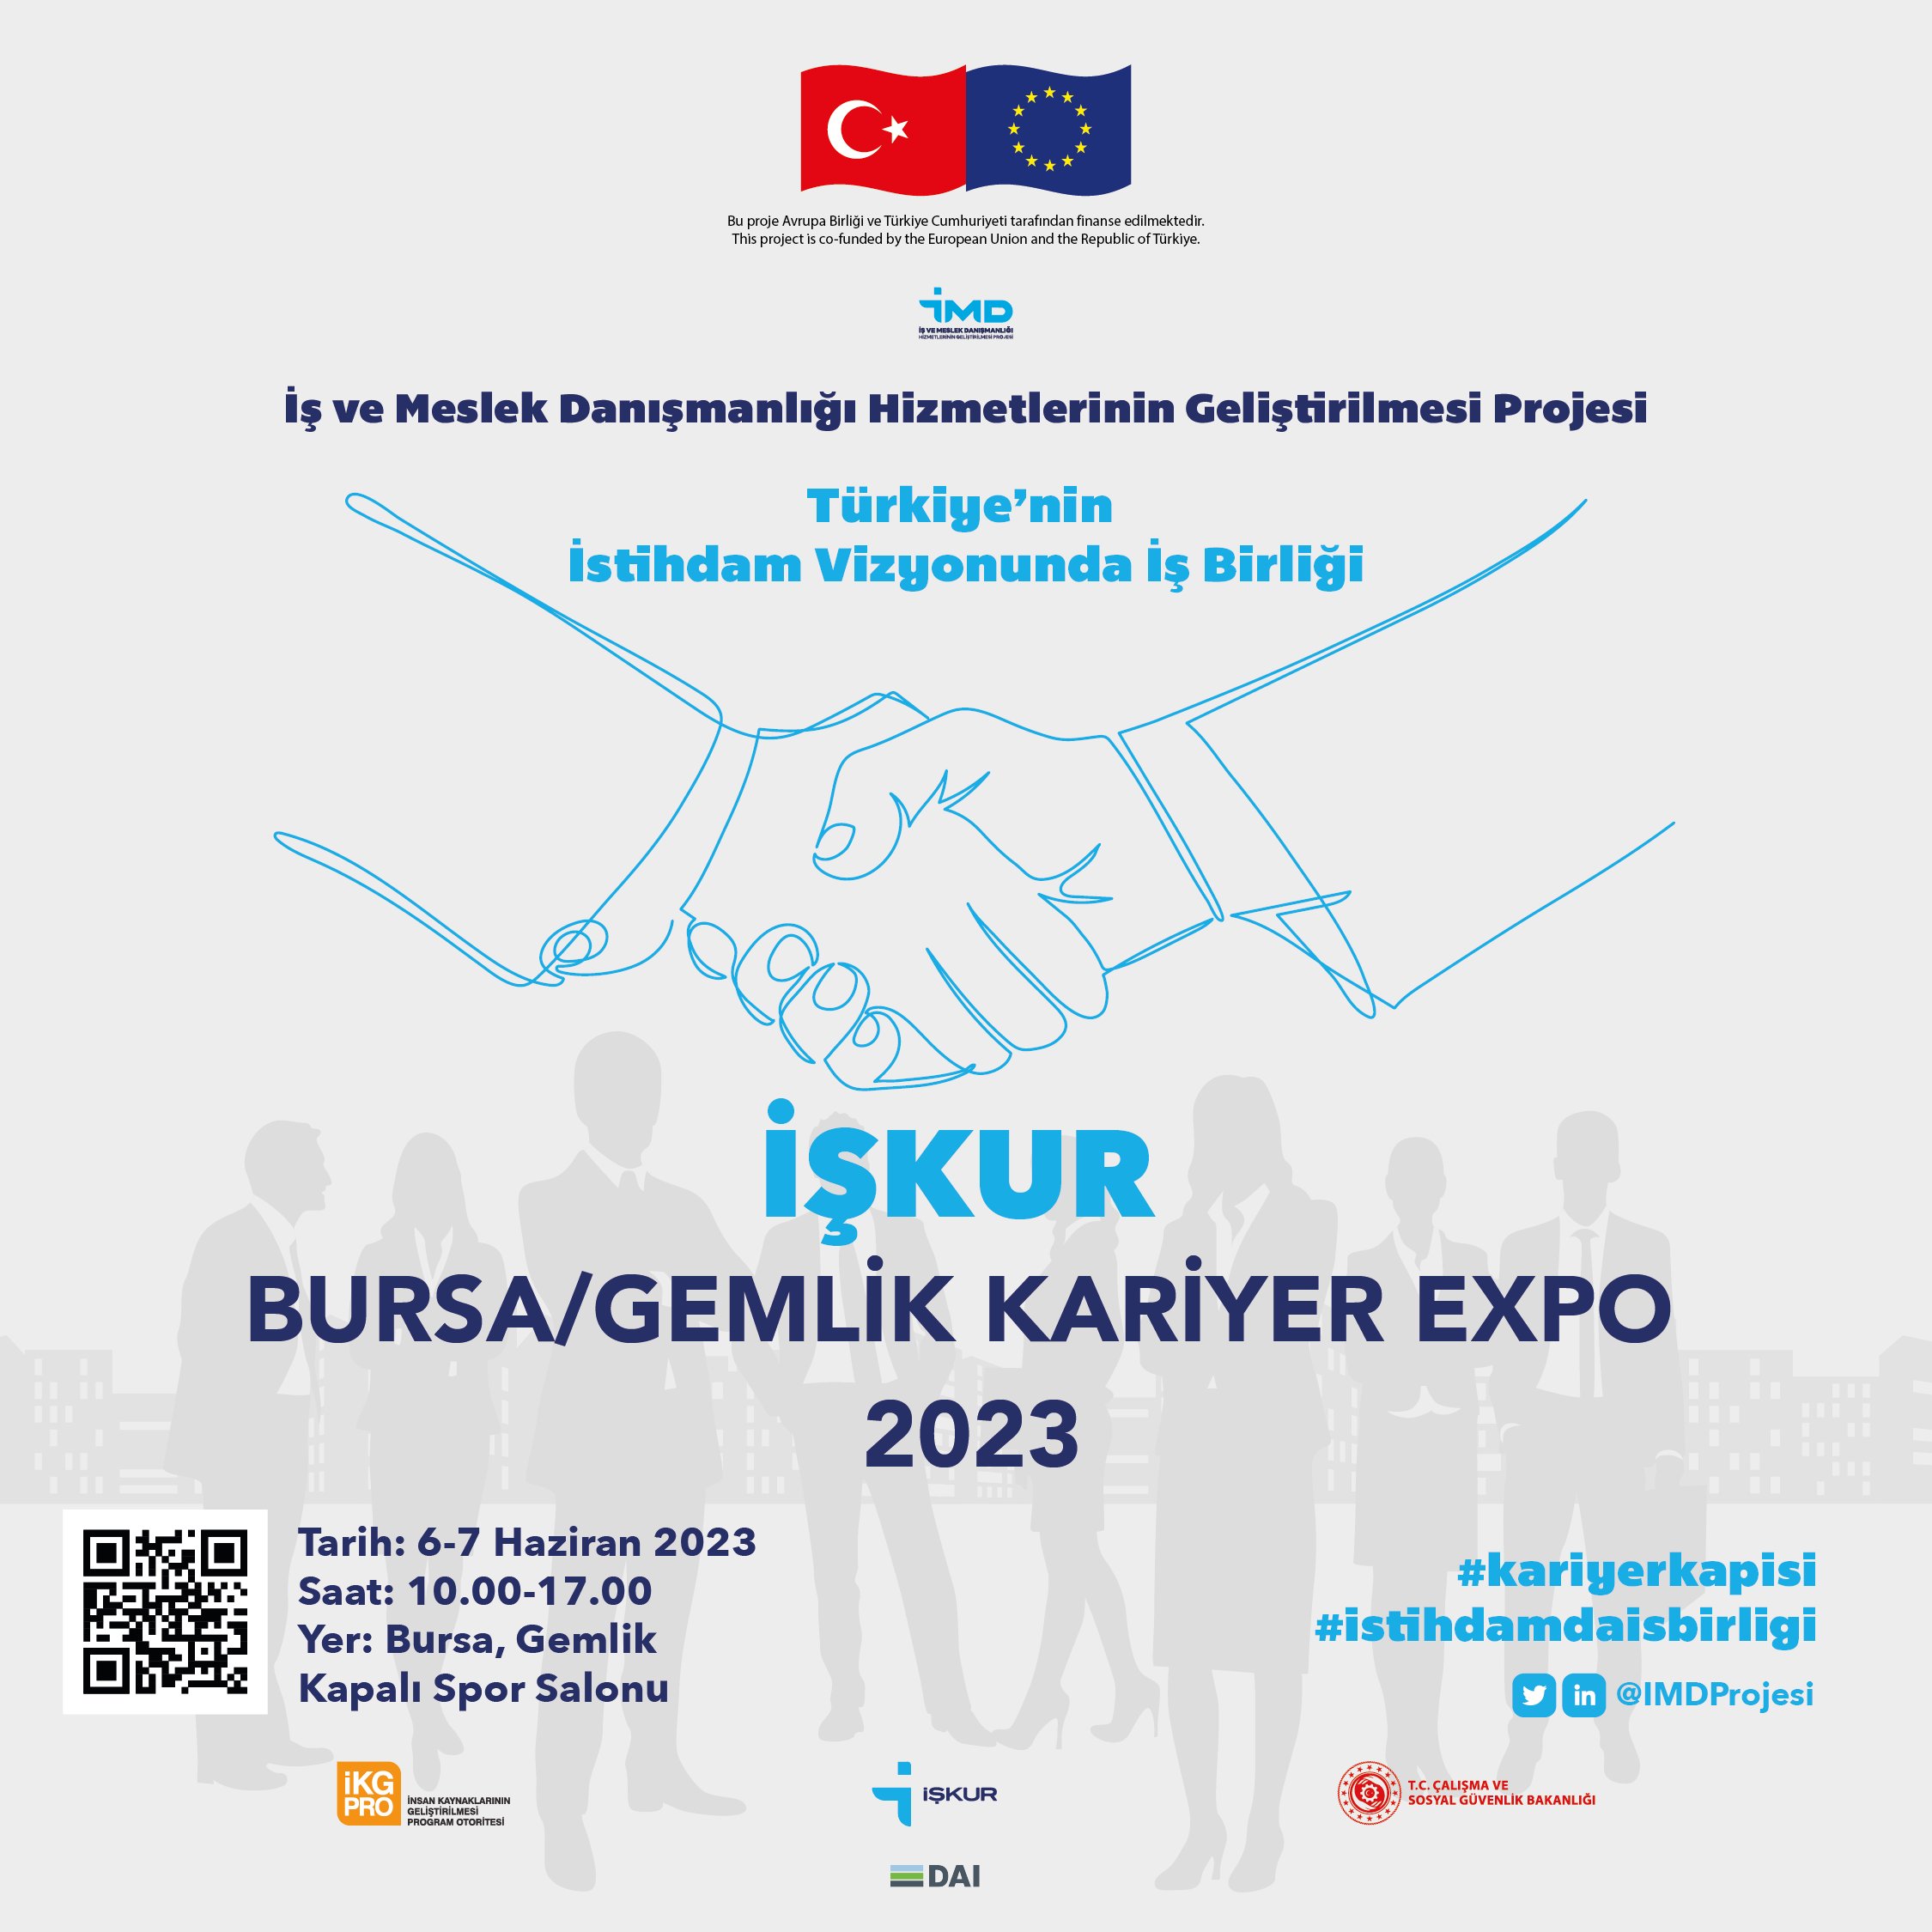 Bu proje Avrupa Birliği ve Türkiye Cumhuriyeti tarafından finanse edilmektedir.
This project is co-funded by the European Union and the Republic of Türkiye.
iMD
İŞ VE MESLEK DANIŞMANLIĞI
HİZMETLERİNİN GELİŞTİRİLMESİ PROJESİ
İş ve Meslek Danışmanlığı Hizmetlerinin Geliştirilmesi Projesi
Türkiye’nin
İstihdam Vizyonunda İş Birliği
İŞKUR
BURSA/GEMLİK KARİYER EXPO
2023
Tarih: 6-7 Haziran 2023
Saat: 10.00-17.00
Yer: Bursa, Gemlik
Kapalı Spor Salonu
#kariyerkapisi
#istihdamdaisbirligi
in @IMDProjesi
iKG
PRO
İNSAN KAYNAKLARININ
GELİŞTİRİLMESİ
PROGRAM OTORİTESİ
İŞKUR
T.C. ÇALIŞMA VE
SOSYAL GÜVENLİK BAKANLIĞI
DAI